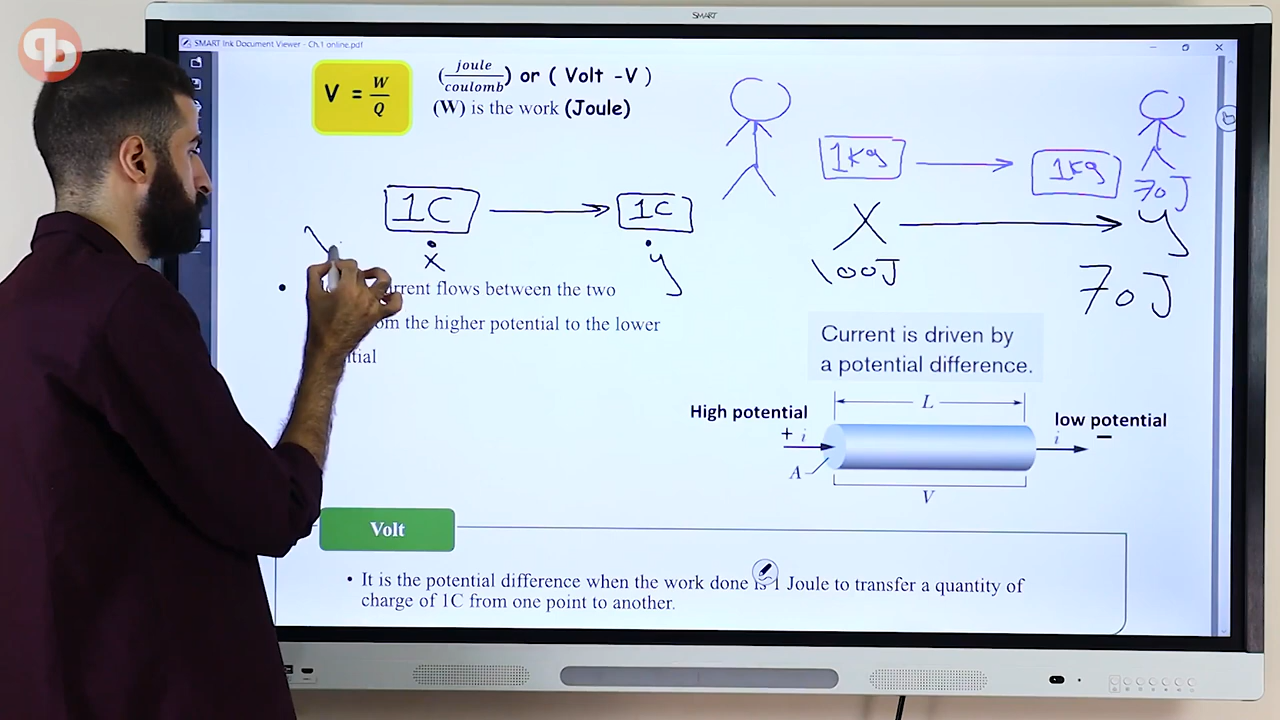 SMART
SMART Ink Document Viewer - Ch.1 online.pdf
V = W/Q
(joule/coulomb) or ( Volt -V )
(W) is the work (Joule)
1C
1C
x
y
1Kg
1Kg
70J
X
y
100J
70J
rrent flows between the two
om the higher potential to the lower
tial
Current is driven by
a potential difference.
High potential
L
low potential
+ i
i
A
V
Volt
• It is the potential difference when the work done is 1 Joule to transfer a quantity of
charge of 1C from one point to another.